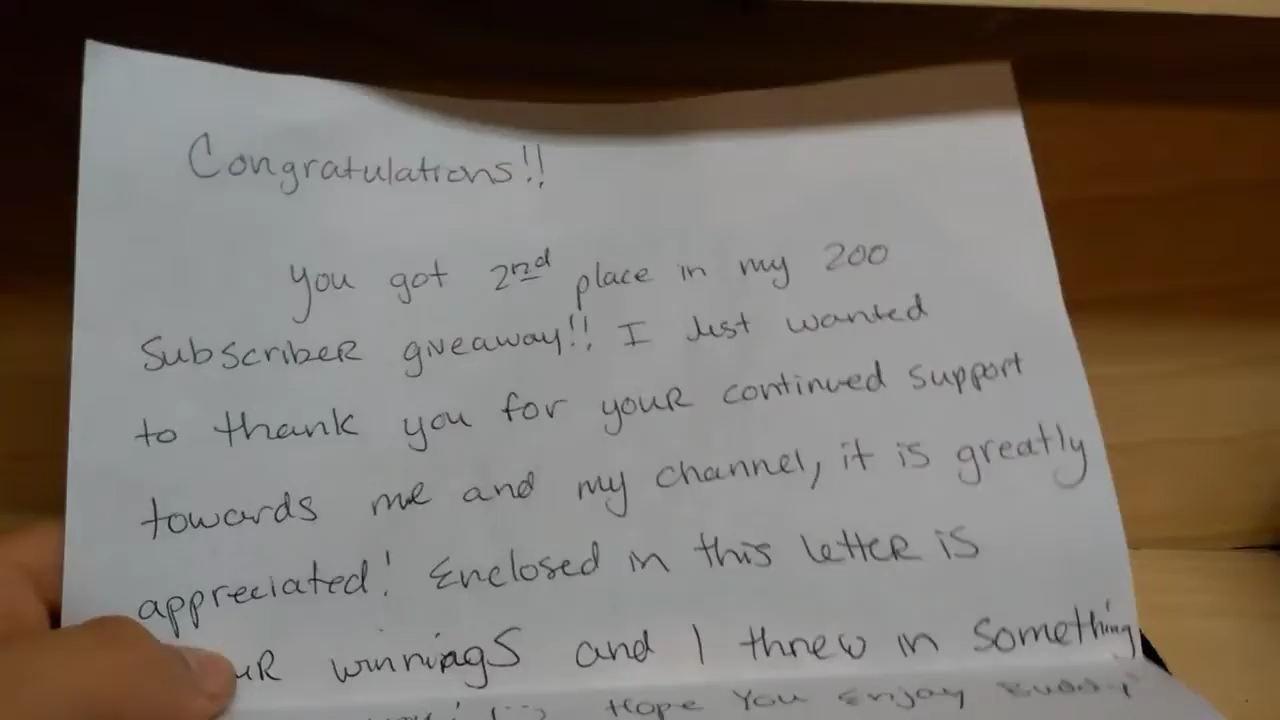 Congratulations!!
You got 2nd place in my 200
Subscriber giveaway!! I Just wanted
to thank you for your continued support
towards me and my channel, it is greatly
appreciated! Enclosed in this letter is
winnings and I threw in something
Hope You Enjoy